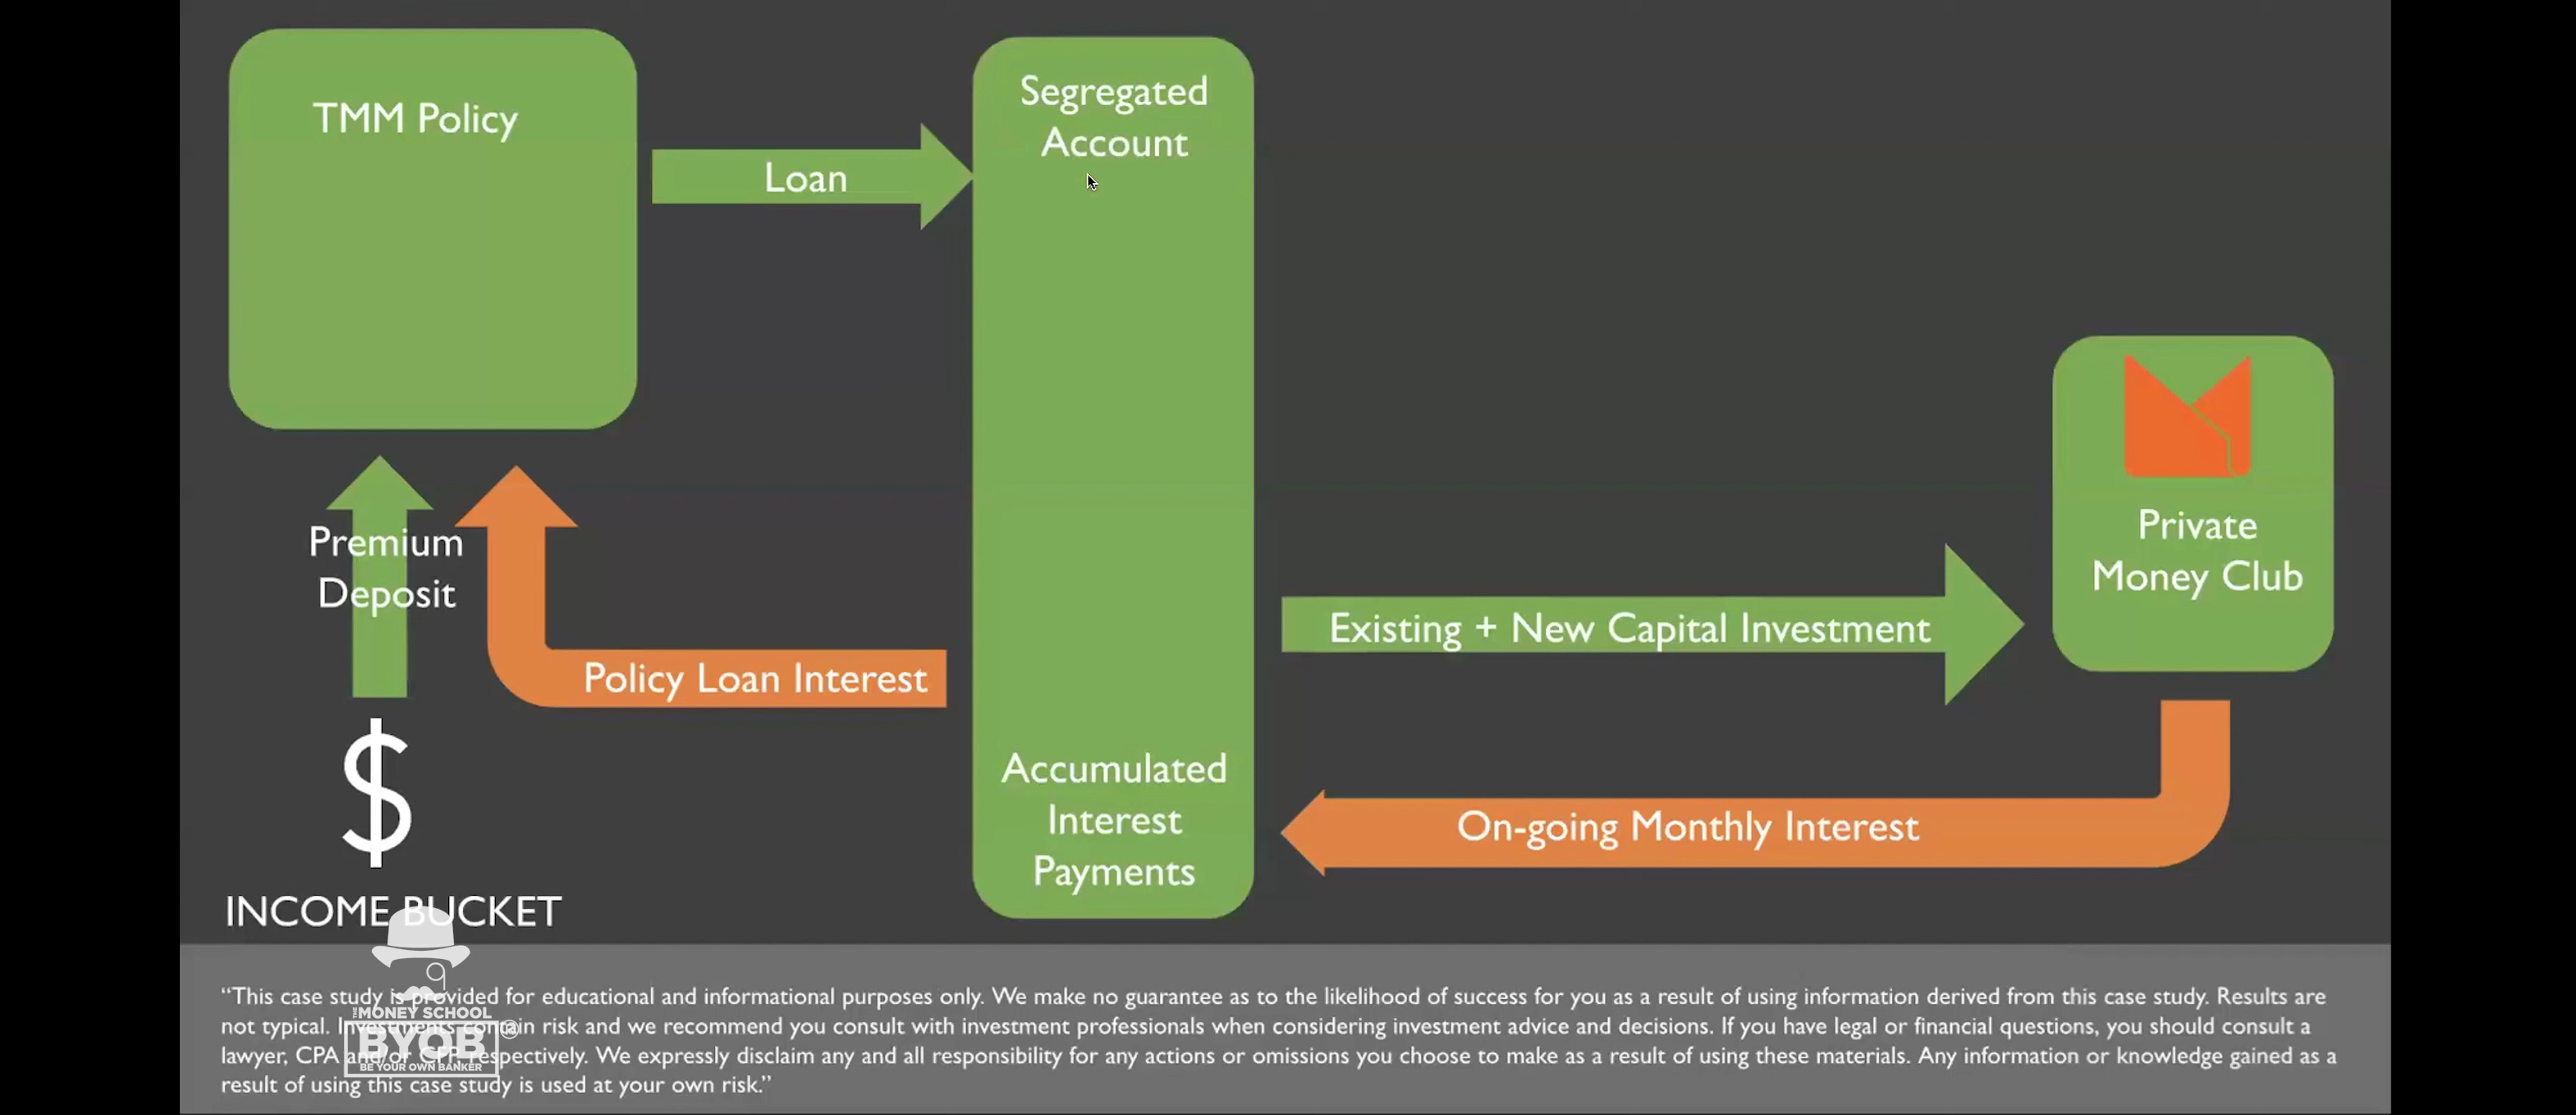 TMM Policy
Segregated
Account
Loan
Private
Money Club
Premium
Deposit
Existing + New Capital Investment
Policy Loan Interest
Accumulated
Interest
Payments
On-going Monthly Interest
$
INCOME BUCKET
“This case study is provided for educational and informational purposes only. We make no guarantee as to the likelihood of success for you as a result of using information derived from this case study. Results are
not typical. Investments contain risk and we recommend you consult with investment professionals when considering investment advice and decisions. If you have legal or financial questions, you should consult a
lawyer, CPA and/or CFP, respectively. We expressly disclaim any and all responsibility for any actions or omissions you choose to make as a result of using these materials. Any information or knowledge gained as a
result of using this case study is used at your own risk.”
THE MONEY SCHOOL
BYOB®
BE YOUR OWN BANKER